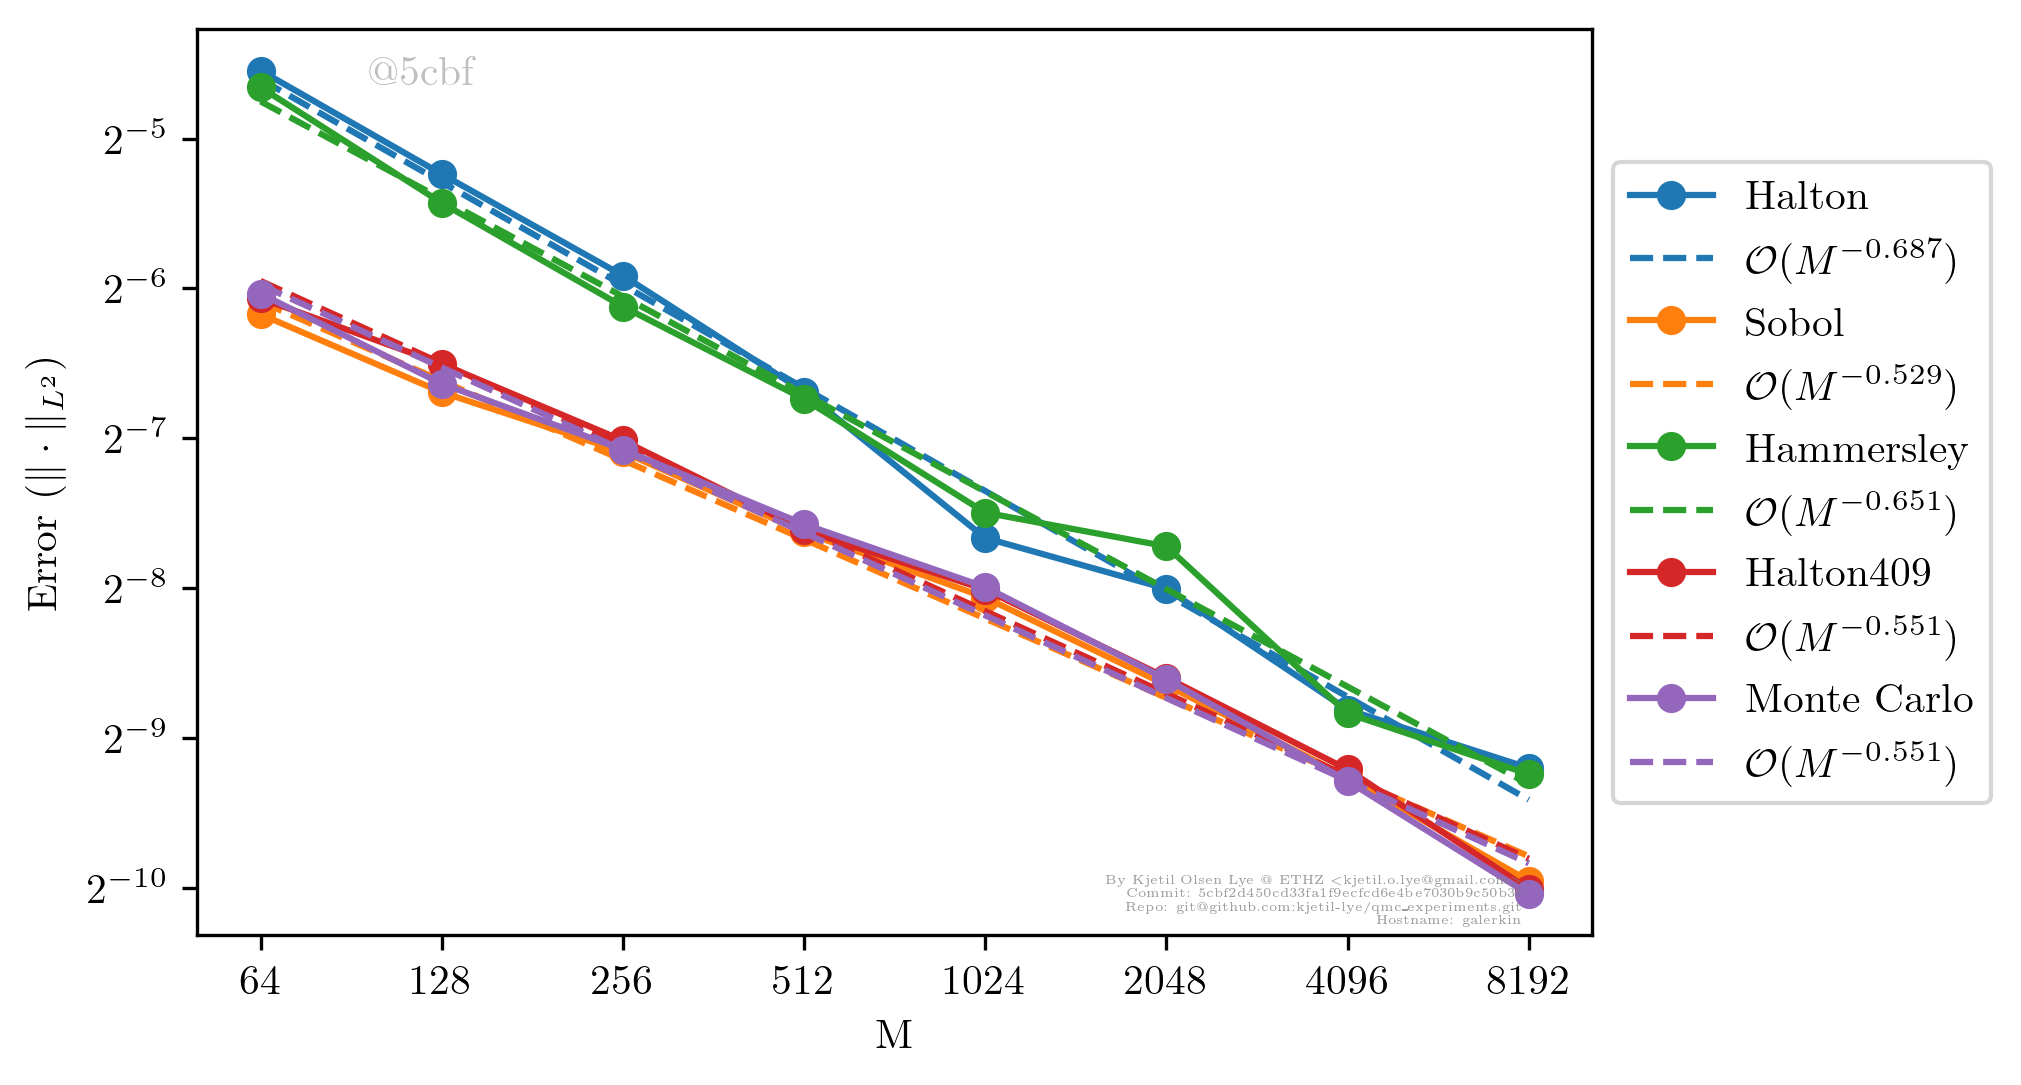 @5cbf
2⁻⁵
2⁻⁶
2⁻⁷
2⁻⁸
2⁻⁹
2⁻¹⁰
Error (|| · ||_{L²})
64 128 256 512 1024 2048 4096 8192
M
Halton
𝒪(M^{−0.687})
Sobol
𝒪(M^{−0.529})
Hammersley
𝒪(M^{−0.651})
Halton409
𝒪(M^{−0.551})
Monte Carlo
𝒪(M^{−0.551})
By Kjetil Olsen Lye @ ETHZ
Commit:
Repo: git@github.com:kjetil-lye/qmc_experiments.git
Hostname: galerkin